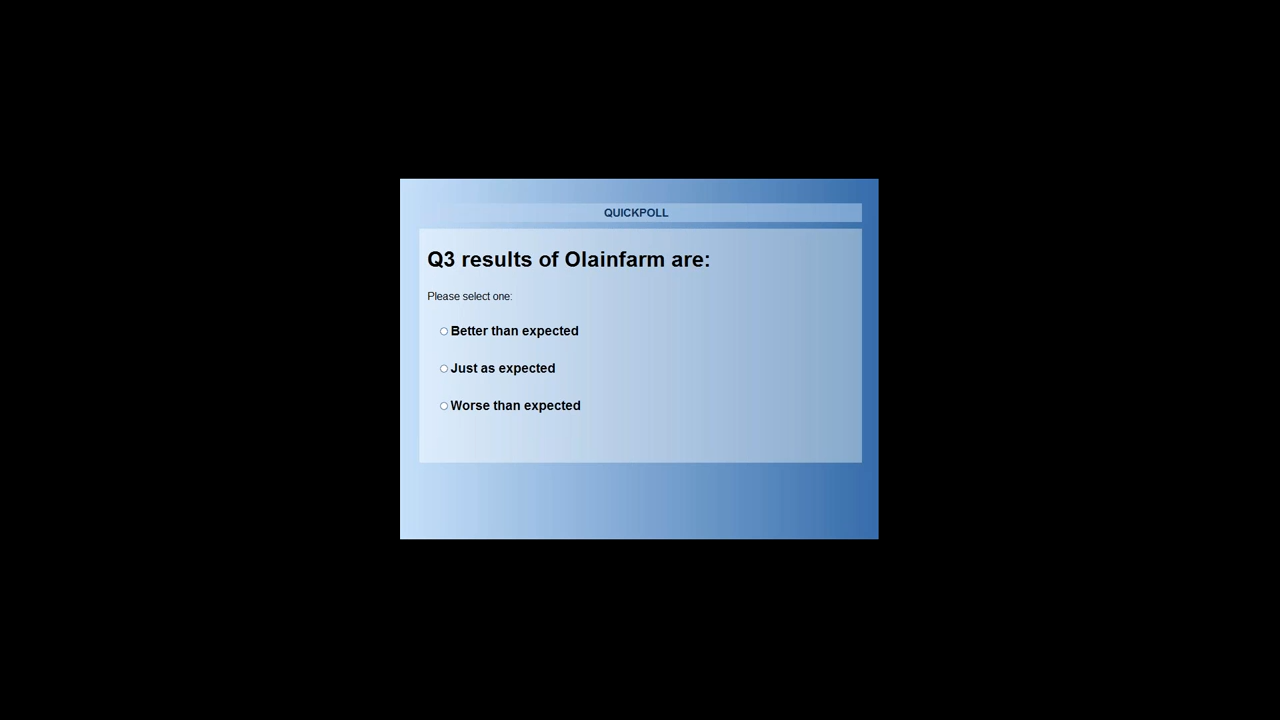 QUICKPOLL
Q3 results of Olainfarm are:
Please select one:
Better than expected
Just as expected
Worse than expected